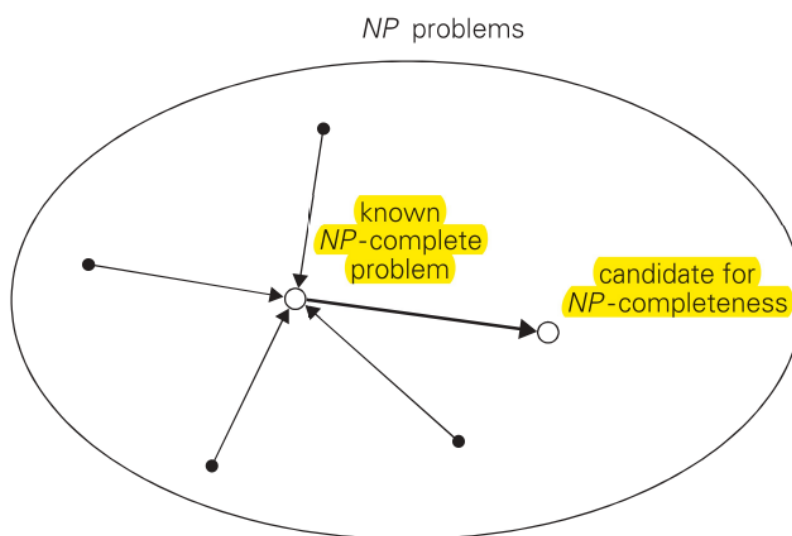 NP problems
known
NP-complete
problem
candidate for
NP-completeness